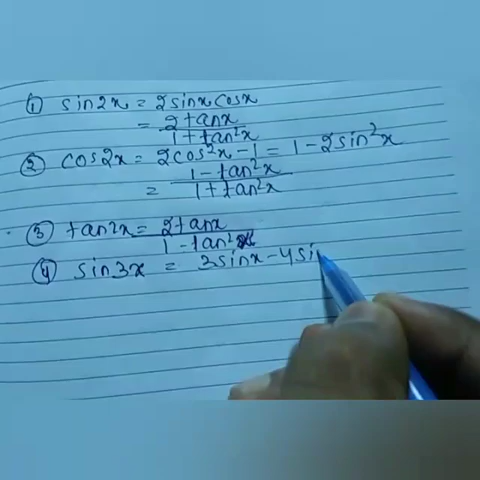 ① sin2x = 2sinx cosx
= 2tanx / 1+tan²x
② cos2x = 2cos²x-1 = 1-2sin²x
= 1-tan²x / 1+tan²x
③ tan2x = 2tanx / 1-tan²x
④ sin3x = 3sinx-4si